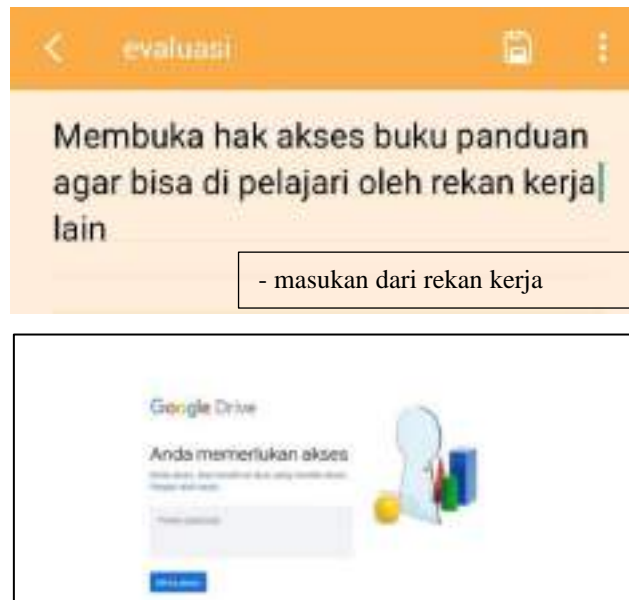 evaluasi
Membuka hak akses buku panduan
agar bisa di pelajari oleh rekan kerja
lain
- masukan dari rekan kerja
Google Drive
Anda memerlukan akses